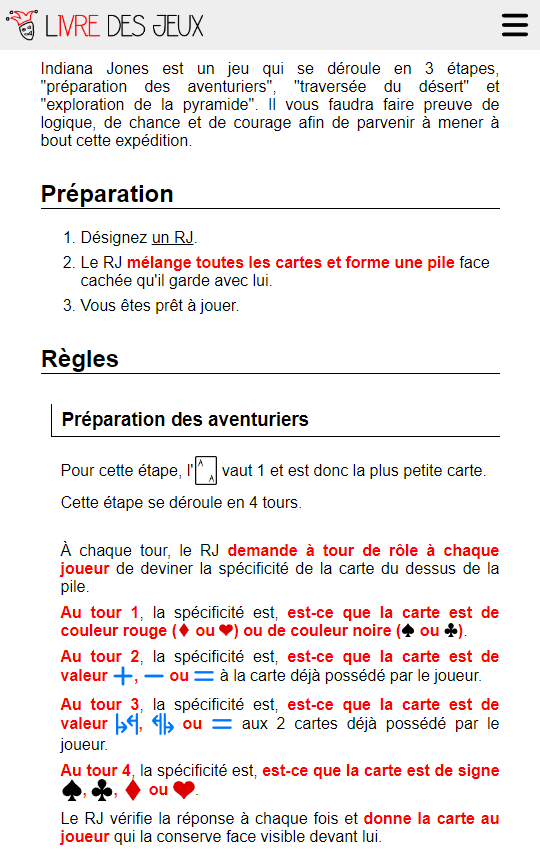 LIVRE DES JEUX
Indiana Jones est un jeu qui se déroule en 3 étapes,
"préparation des aventuriers", "traversée du désert" et
"exploration de la pyramide". Il vous faudra faire preuve de
logique, de chance et de courage afin de parvenir à mener à
bout cette expédition.
Préparation
1. Désignez un RJ.
2. Le RJ mélange toutes les cartes et forme une pile face
cachée qu'il garde avec lui.
3. Vous êtes prêt à jouer.
Règles
Préparation des aventuriers
Pour cette étape, l'A A vaut 1 et est donc la plus petite carte.
Cette étape se déroule en 4 tours.
À chaque tour, le RJ demande à tour de rôle à chaque
joueur de deviner la spécificité de la carte du dessus de la
pile.
Au tour 1, la spécificité est, est-ce que la carte est de
couleur rouge (♦ ou ♥) ou de couleur noire (♠ ou ♣).
Au tour 2, la spécificité est, est-ce que la carte est de
valeur +, − ou = à la carte déjà possédé par le joueur.
Au tour 3, la spécificité est, est-ce que la carte est de
valeur , ou = aux 2 cartes déjà possédé par le
joueur.
Au tour 4, la spécificité est, est-ce que la carte est de signe
♠, ♣, ♦ ou ♥.
Le RJ vérifie la réponse à chaque fois et donne la carte au
joueur qui la conserve face visible devant lui.